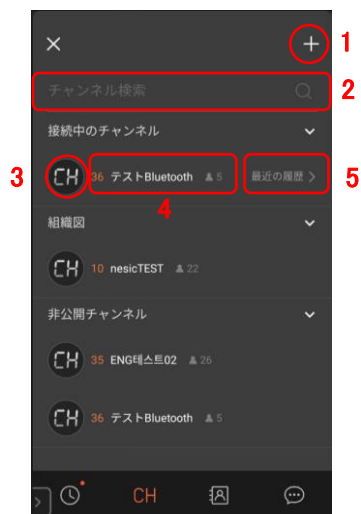 1
チャンネル検索
2
接続中のチャンネル
3
CH 36 テストBluetooth 5 最近の履歴 >
4
5
組織図
CH 10 nesicTEST 22
非公開チャンネル
CH 35 ENG테스트02 26
CH 36 テストBluetooth 5
CH